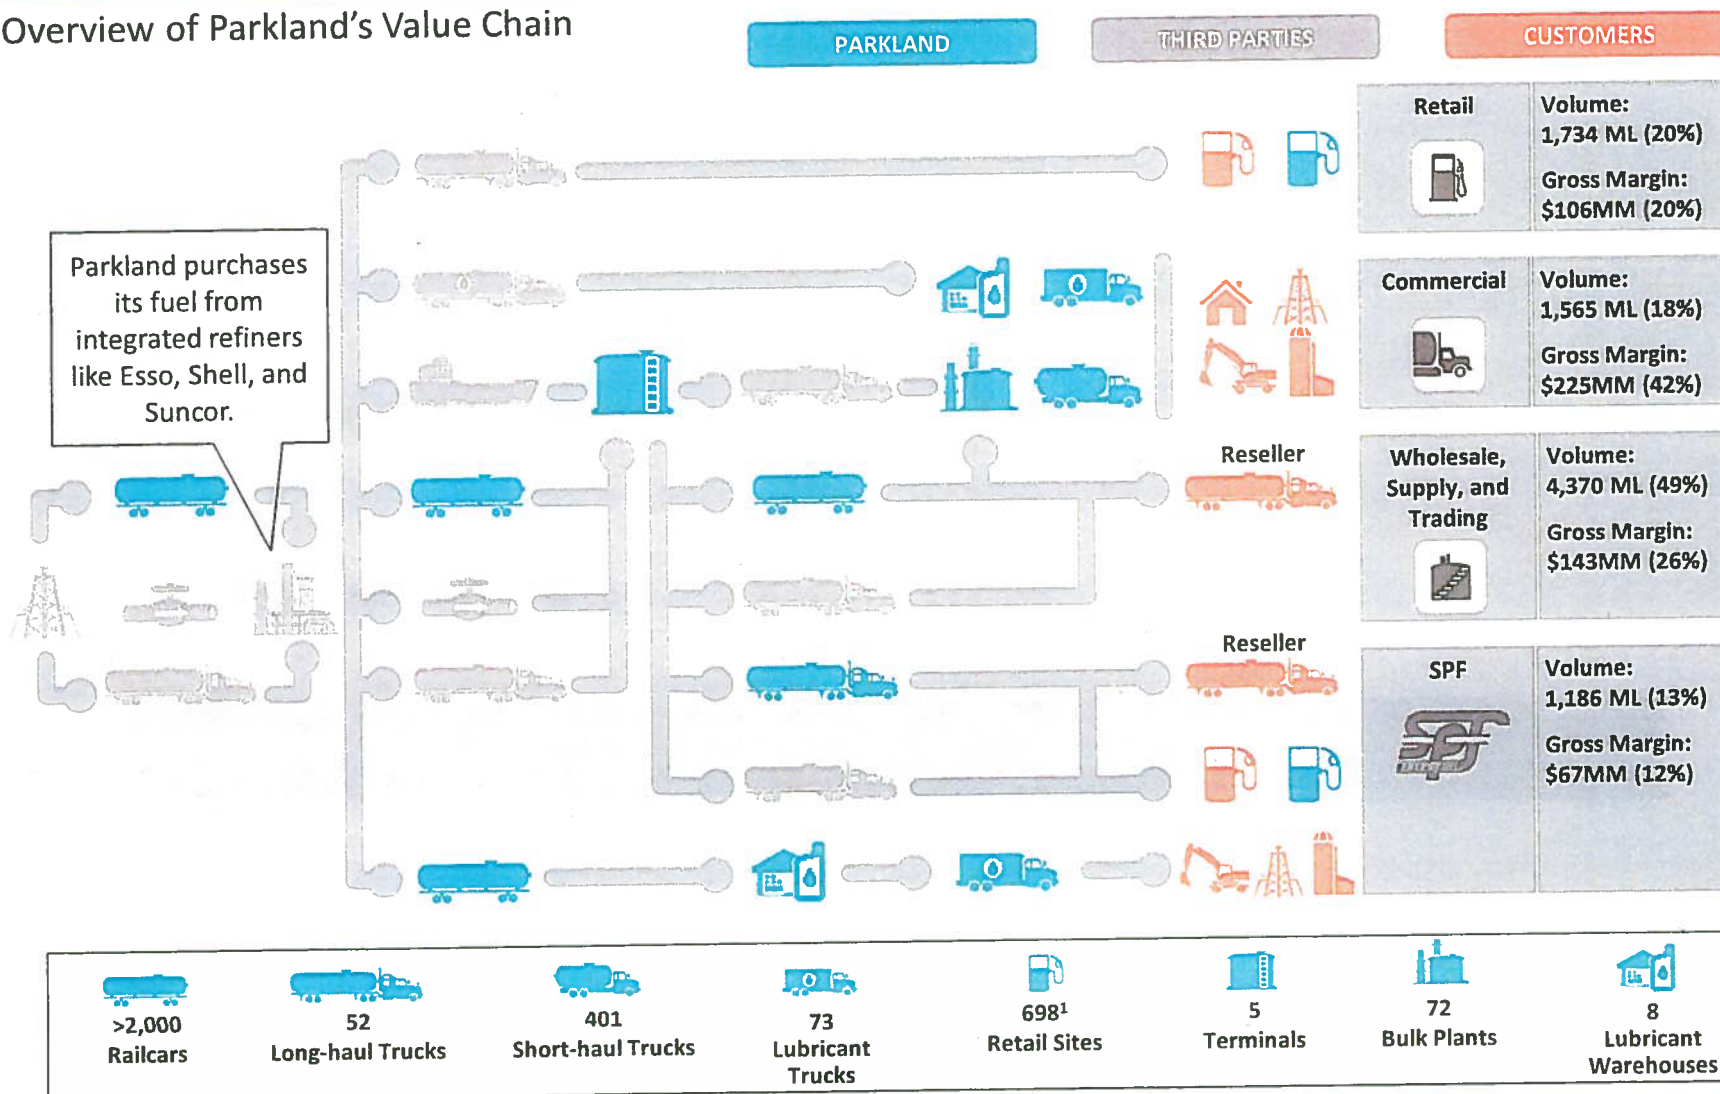 Overview of Parkland's Value Chain
PARKLAND
THIRD PARTIES
CUSTOMERS
Parkland purchases
its fuel from
integrated refiners
like Esso, Shell, and
Suncor.
Retail
Volume:
1,734 ML (20%)
Gross Margin:
$106MM (20%)
Commercial
Volume:
1,565 ML (18%)
Gross Margin:
$225MM (42%)
Reseller
Wholesale,
Supply, and
Trading
Volume:
4,370 ML (49%)
Gross Margin:
$143MM (26%)
Reseller
SPF
Volume:
1,186 ML (13%)
Gross Margin:
$67MM (12%)
>2,000
Railcars
52
Long-haul Trucks
401
Short-haul Trucks
73
Lubricant
Trucks
698¹
Retail Sites
5
Terminals
72
Bulk Plants
8
Lubricant
Warehouses